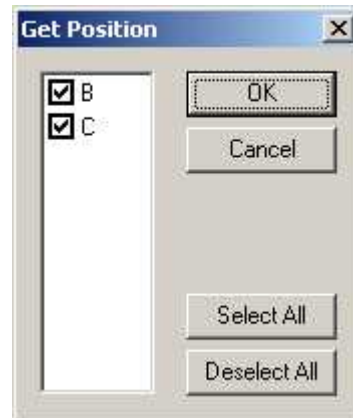 Get Position
B
C
OK
Cancel
Select All
Deselect All